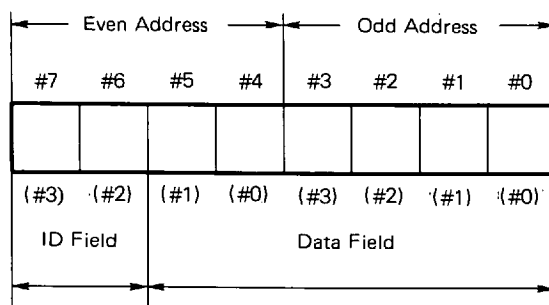 Even Address Odd Address
#7 #6 #5 #4 #3 #2 #1 #0
(#3) (#2) (#1) (#0) (#3) (#2) (#1) (#0)
ID Field Data Field